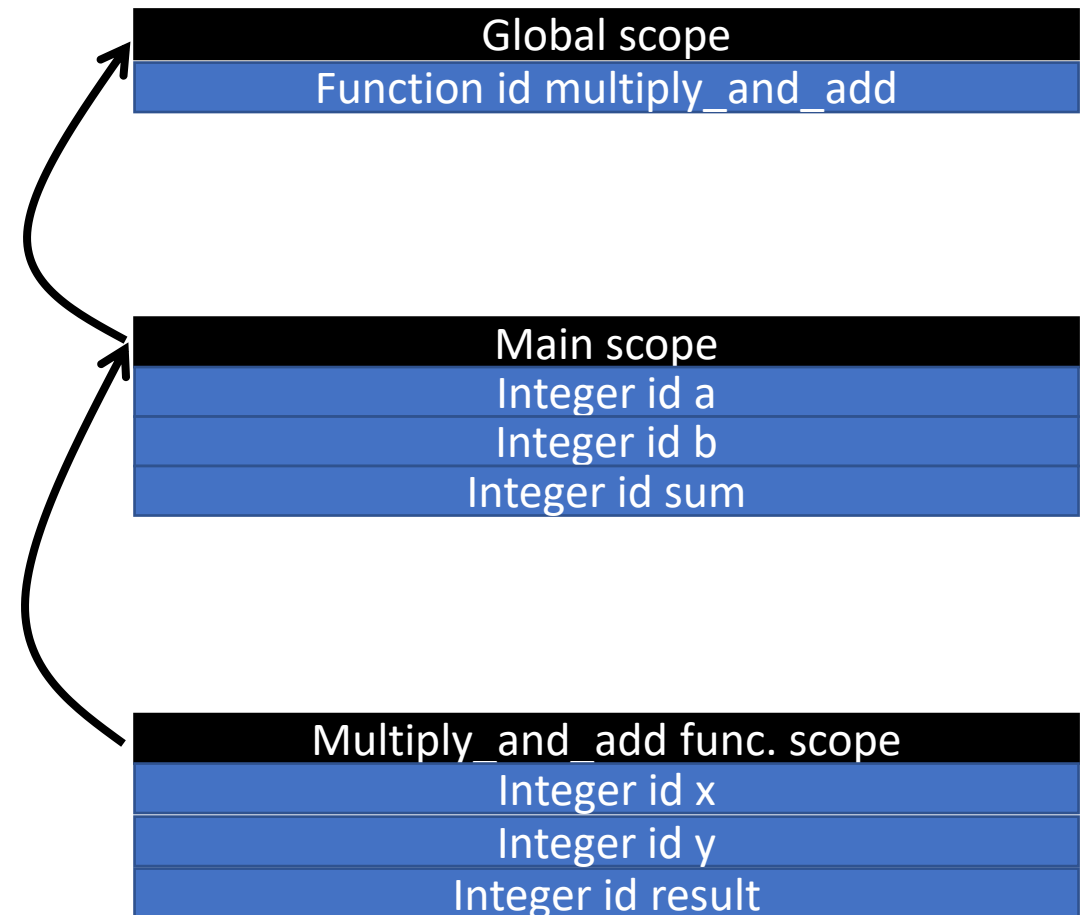 Global scope
Function id multiply_and_add
Main scope
Integer id a
Integer id b
Integer id sum
Multiply_and_add func. scope
Integer id x
Integer id y
Integer id result